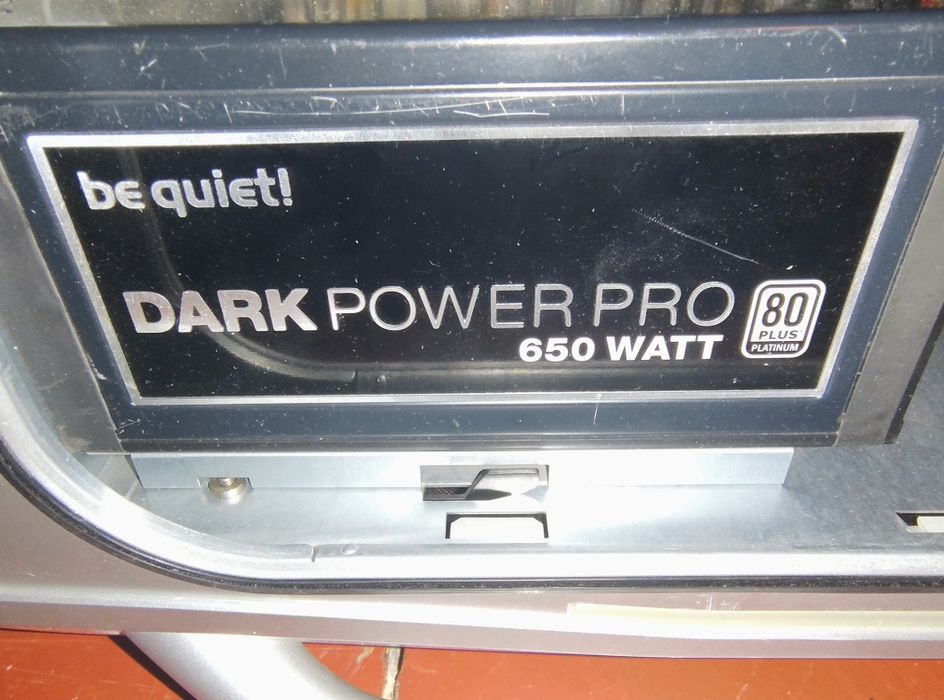 be quiet!
DARK POWER PRO
650 WATT
80
PLUS
PLATINUM